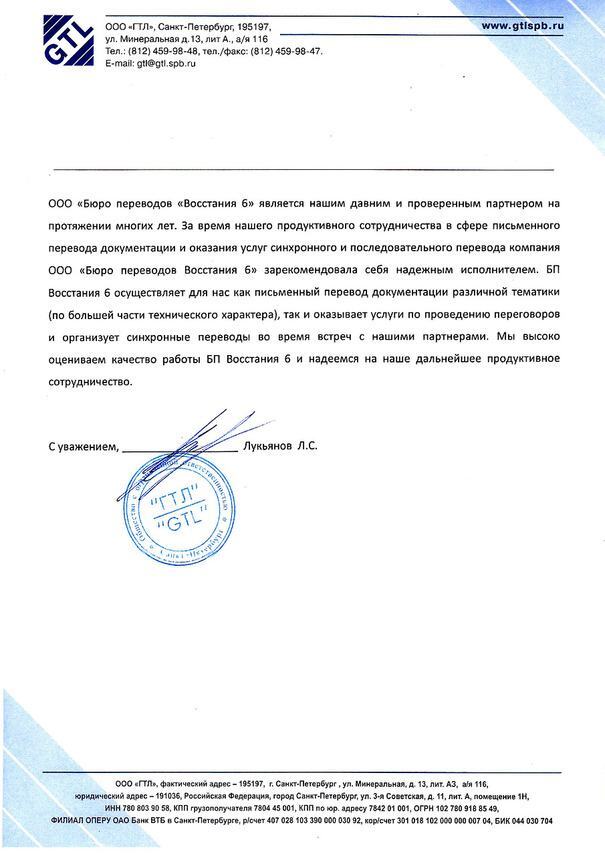 GTL
ООО «ГТЛ», Санкт-Петербург, 195197,
ул. Минеральная д.13, лит А., а/я 116
Тел.: (812) 459-98-48, тел./факс: (812) 459-98-47.
E-mail: gtl@gtl.spb.ru
www.gtlspb.ru
ООО «Бюро переводов «Восстания 6» является нашим давним и проверенным партнером на
протяжении многих лет. За время нашего продуктивного сотрудничества в сфере письменного
перевода документации и оказания услуг синхронного и последовательного перевода компания
ООО «Бюро переводов Восстания 6» зарекомендовала себя надежным исполнителем. БП
Восстания 6 осуществляет для нас как письменный перевод документации различной тематики
(по большей части технического характера), так и оказывает услуги по проведению переговоров
и организует синхронные переводы во время встреч с нашими партнерами. Мы высоко
оцениваем качество работы БП Восстания 6 и надеемся на наше дальнейшее продуктивное
сотрудничество.
С уважением, Лукьянов Л.С.
"ГТЛ"
"GTL"
ответственностью
Санкт-Петербург
ООО «ГТЛ», фактический адрес – 195197, г. Санкт-Петербург , ул. Минеральная, д. 13, лит. А3, а/я 116,
юридический адрес – 191036, Российская Федерация, город Санкт-Петербург, ул. 3-я Советская, д. 11, лит. А, помещение 1Н,
ИНН 780 803 90 58, КПП грузополучателя 7804 45 001, КПП по юр. адресу 7842 01 001, ОГРН 102 780 918 85 49,
ФИЛИАЛ ОПЕРУ ОАО Банк ВТБ в Санкт-Петербурге, р/счет 407 028 103 390 000 030 92, кор/счет 301 018 102 000 000 007 04, БИК 044 030 704